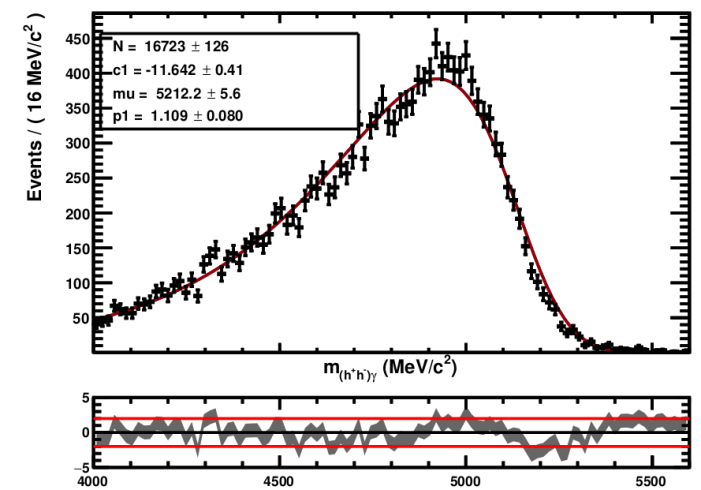 Events / ( 16 MeV/c² )
450
400
350
300
250
200
150
100
50
N = 16723 ± 126
c1 = -11.642 ± 0.41
mu = 5212.2 ± 5.6
p1 = 1.109 ± 0.080
m(h⁺h⁻)γ (MeV/c²)
5
0
−5
4000 4500 5000 5500